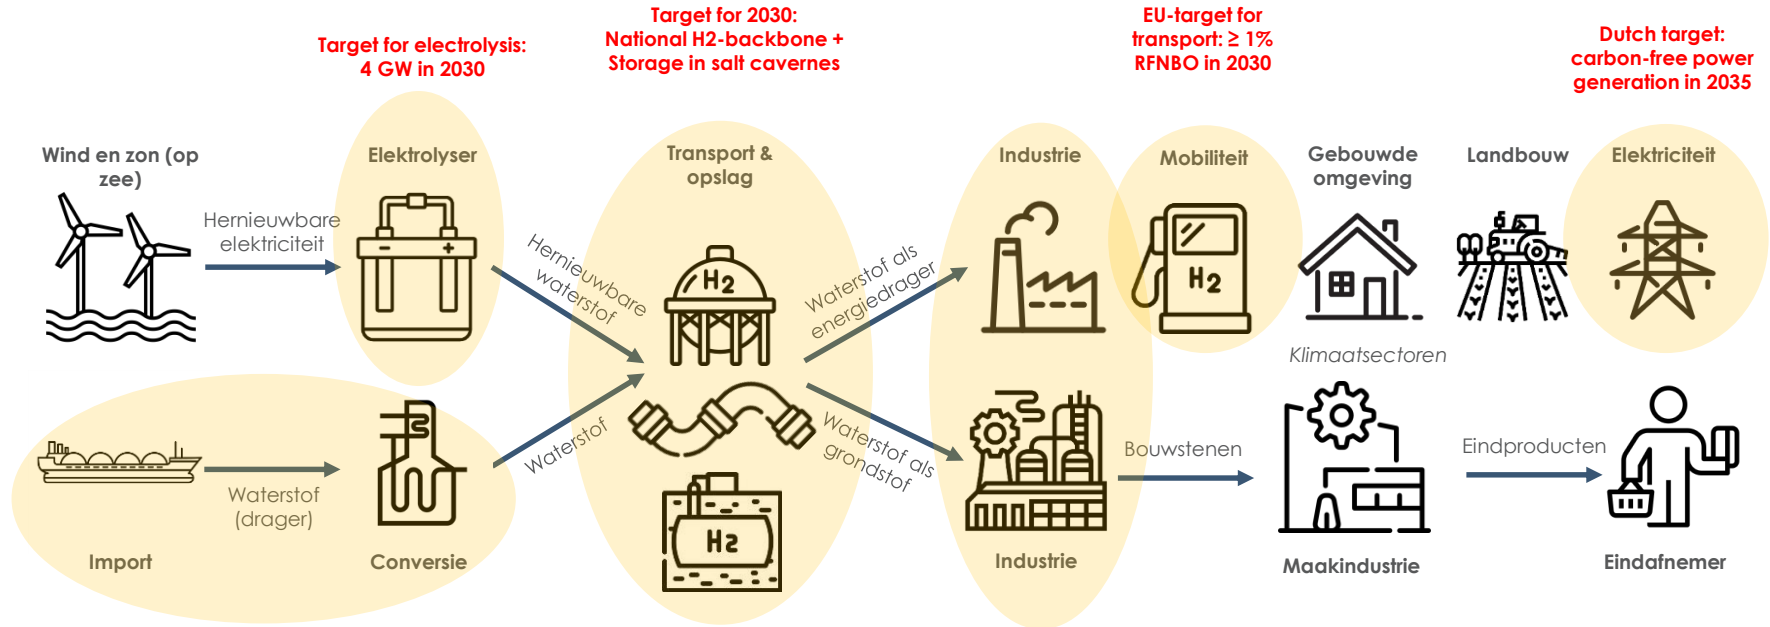 Target for electrolysis:
4 GW in 2030
Target for 2030:
National H2-backbone +
Storage in salt cavernes
EU-target for
transport: ≥ 1%
RFNBO in 2030
Dutch target:
carbon-free power
generation in 2035
Wind en zon (op
zee)
Hernieuwbare
elektriciteit
Elektrolyser
Hernieuwbare
waterstof
Transport &
opslag
H2
Waterstof als
energiedrager
Industrie
Mobiliteit
H2
Gebouwde
omgeving
Landbouw
Elektriciteit
Klimaatsectoren
Import
Waterstof
(drager)
Conversie
Waterstof
H2
Waterstof als
grondstof
Industrie
Bouwstenen
Maakindustrie
Eindproducten
Eindafnemer